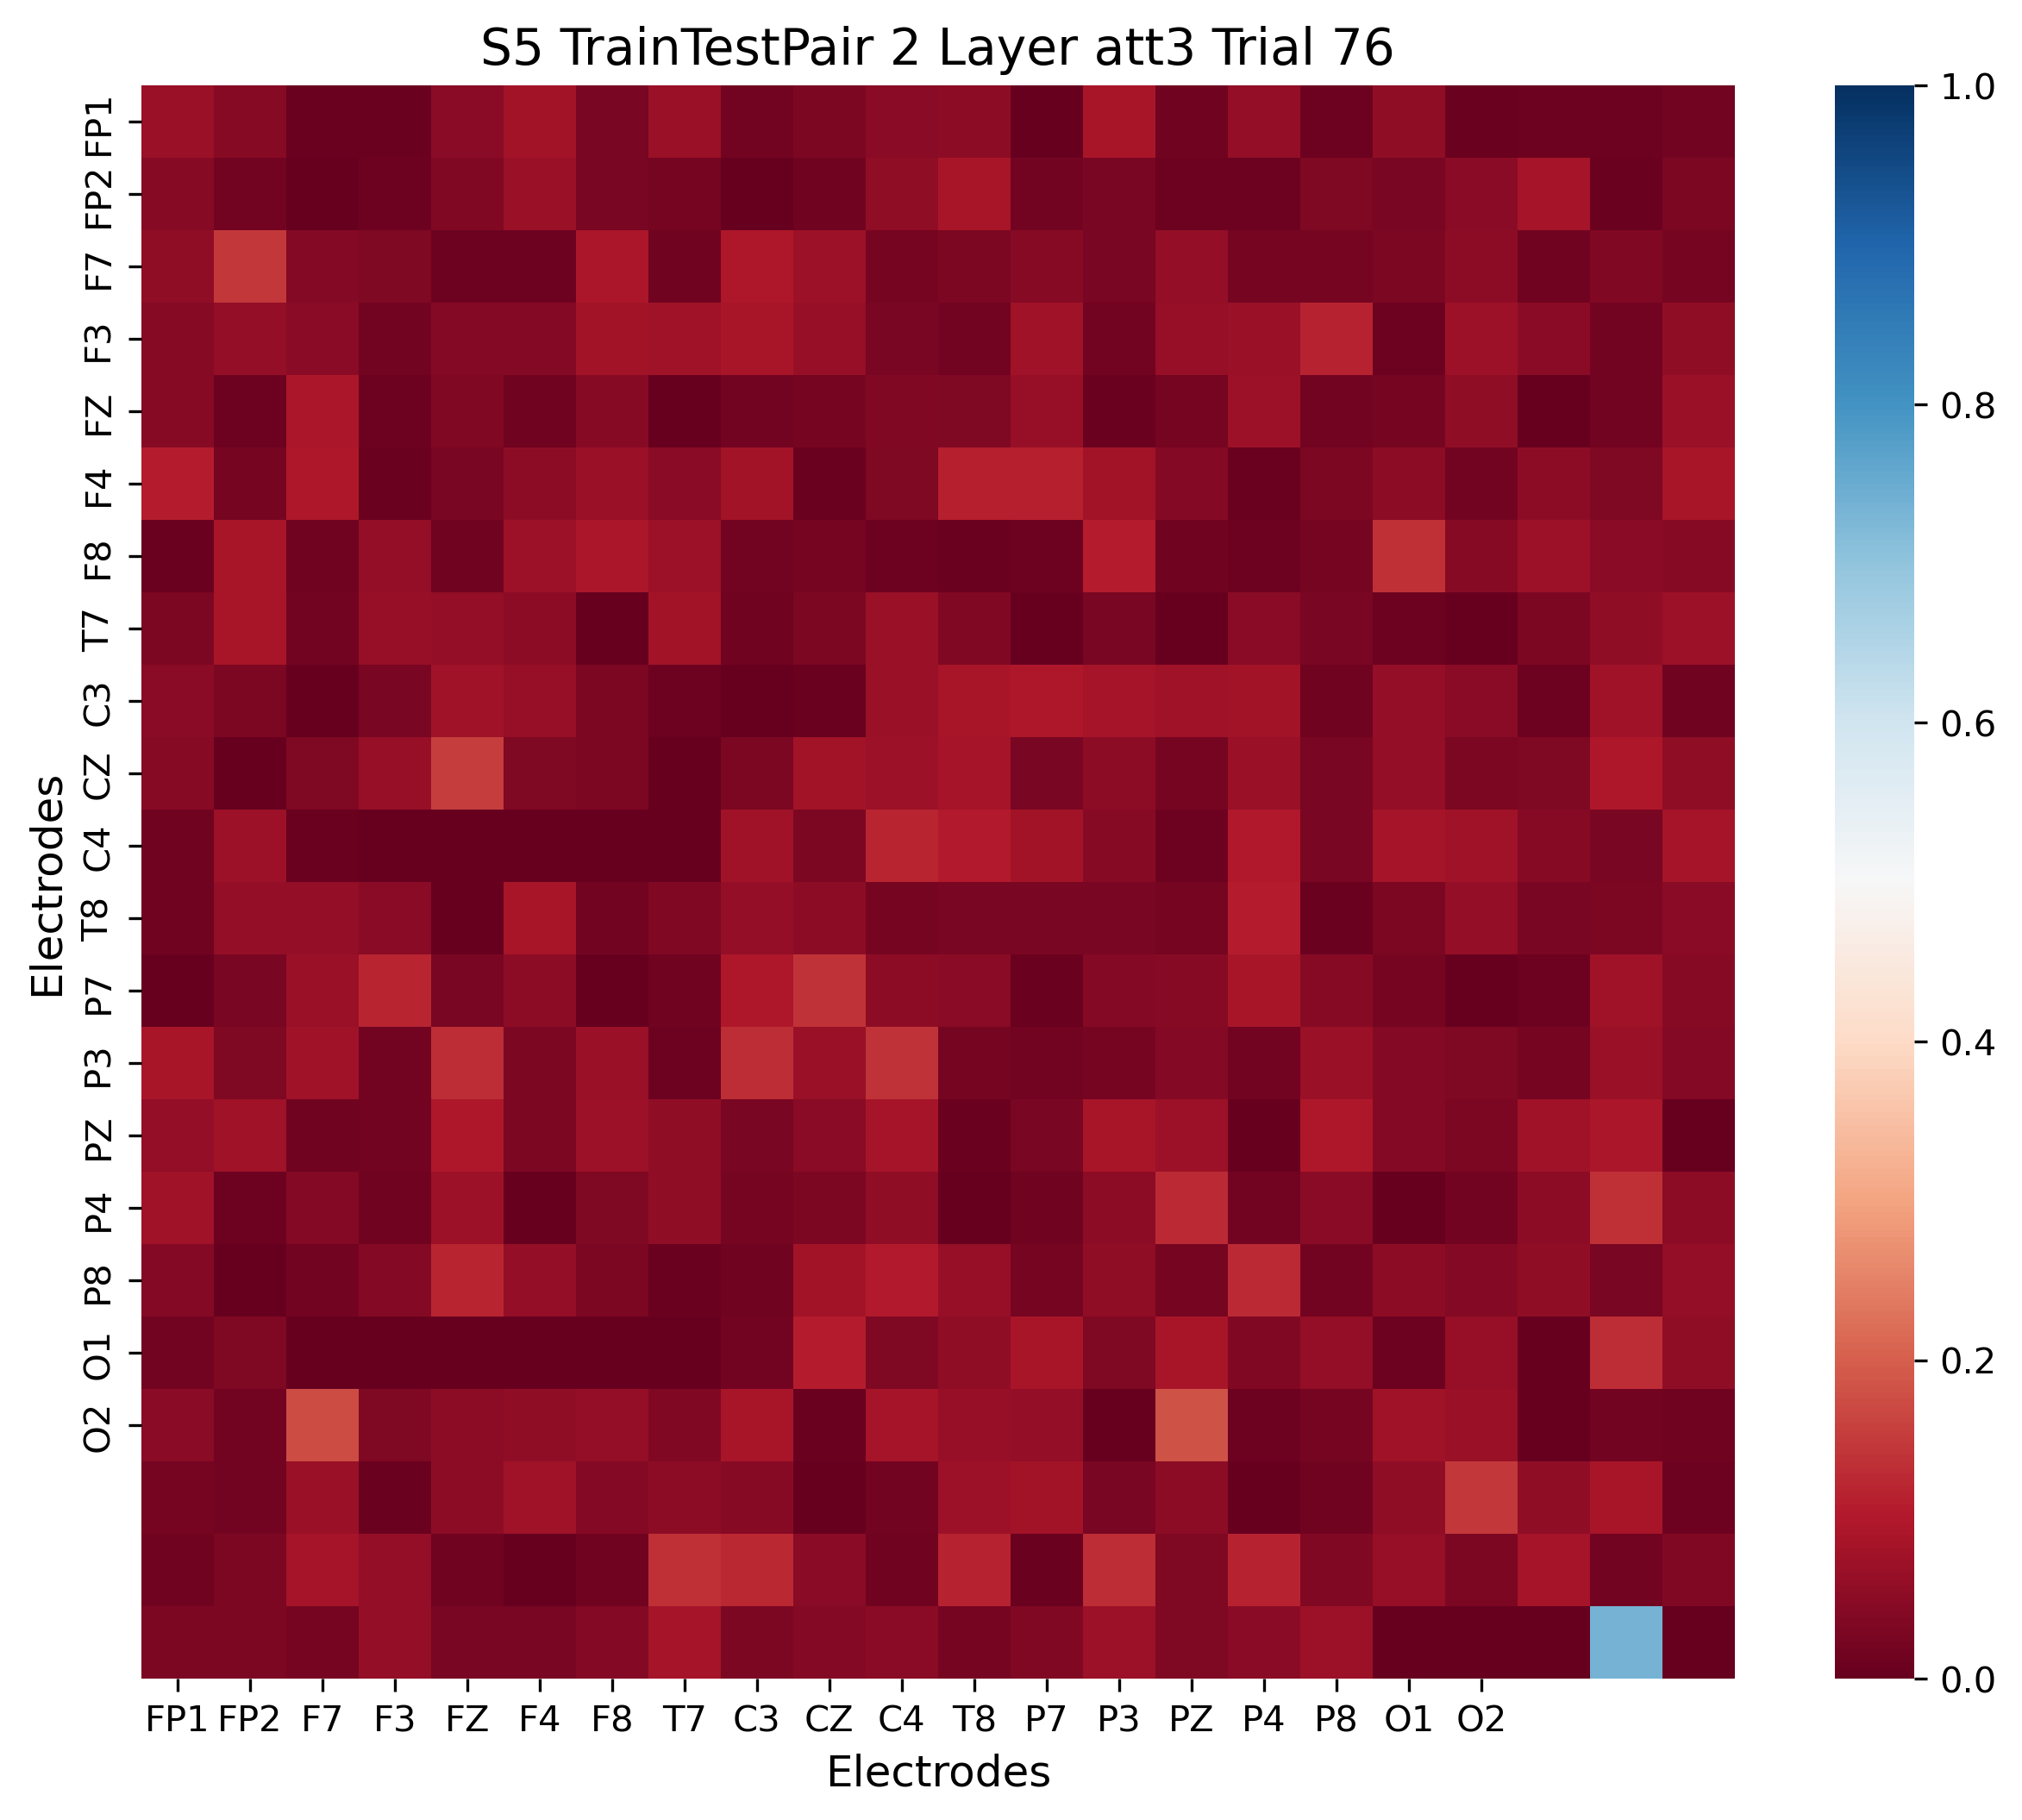 S5 TrainTestPair 2 Layer att3 Trial 76
Electrodes
FP1
FP2
F7
F3
FZ
F4
F8
T7
C3
CZ
C4
T8
P7
P3
PZ
P4
P8
O1
O2
FP1 FP2 F7 F3 FZ F4 F8 T7 C3 CZ C4 T8 P7 P3 PZ P4 P8 O1 O2
Electrodes
1.0
0.8
0.6
0.4
0.2
0.0